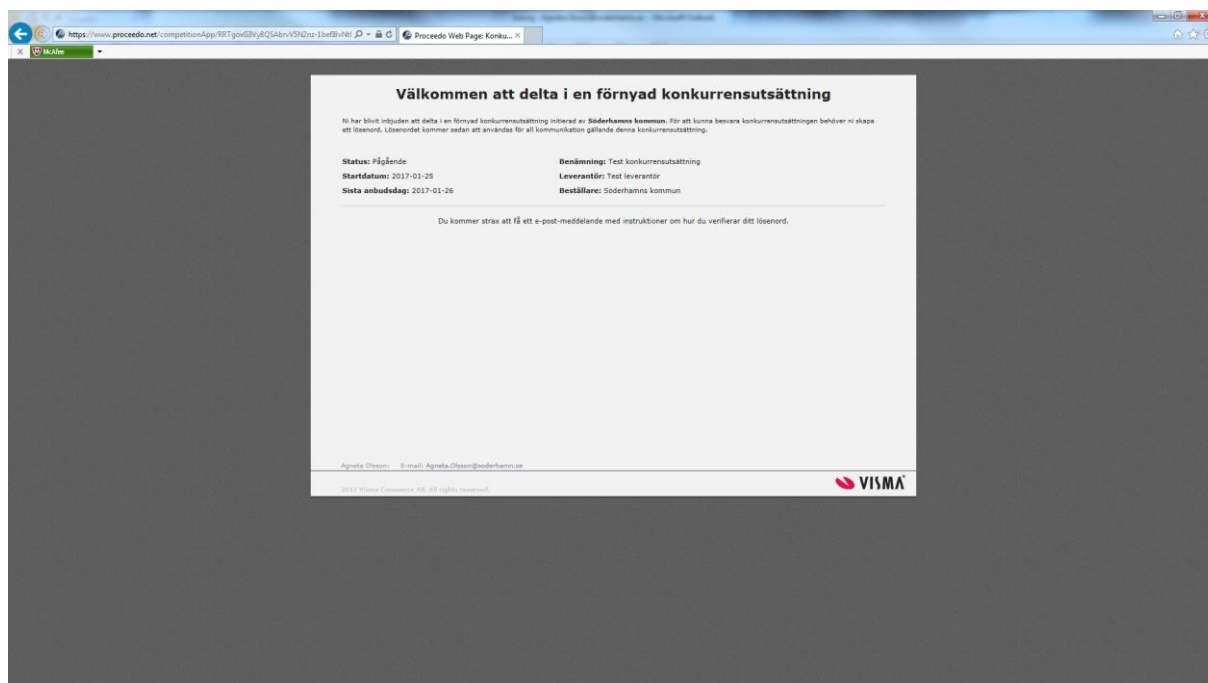 https://www.proceedo.net/competitionApp/
Proceedo Web Page: Konku...
McAfee
Välkommen att delta i en förnyad konkurrensutsättning
Ni har blivit inbjuden att delta i en förnyad konkurrensutsättning initierad av Söderhamns kommun. För att kunna besvara konkurrensutsättningen behöver ni skapa
ett lösenord. Lösenordet kommer sedan att användas för all kommunikation gällande denna konkurrensutsättning.
Status: Pågående
Benämning: Test konkurrensutsättning
Startdatum: 2017-01-25
Leverantör: Test leverantör
Sista anbudsdag: 2017-01-26
Beställare: Söderhamns kommun
Du kommer strax att få ett e-post-meddelande med instruktioner om hur du verifierar ditt lösenord.
Agneta Olsson: E-mail: Agneta.Olsson@soderhamn.se
2017 Visma Commerce AB. All rights reserved.
VISMA